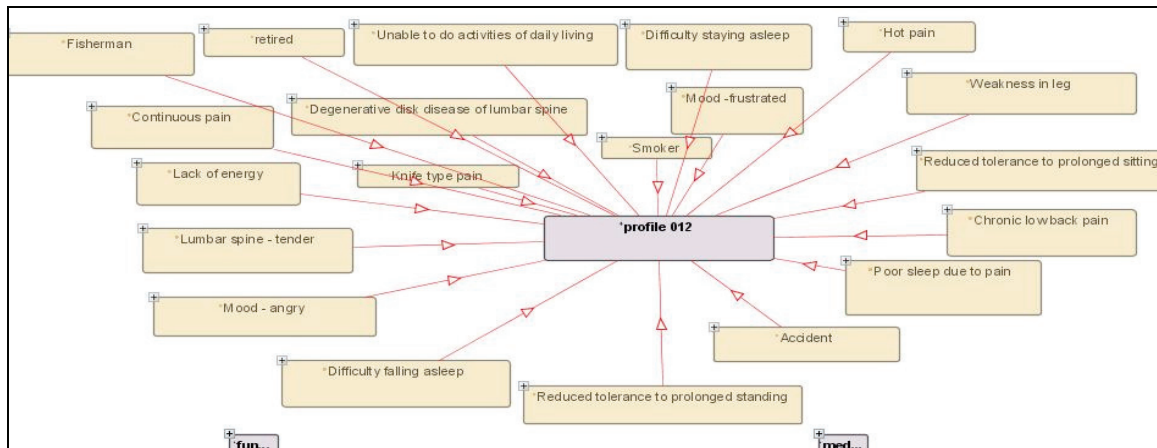 *Fisherman
*retired
*Unable to do activities of daily living
*Difficulty staying asleep
*Hot pain
*Weakness in leg
*Mood -frustrated
*Degenerative disk disease of lumbar spine
*Continuous pain
*Smoker
*Reduced tolerance to prolonged sitting
*Lack of energy
*Knife type pain
*profile 012
*Chronic low back pain
*Lumbar spine - tender
*Poor sleep due to pain
*Mood - angry
*Accident
*Difficulty falling asleep
*Reduced tolerance to prolonged standing
*fun...
*med...